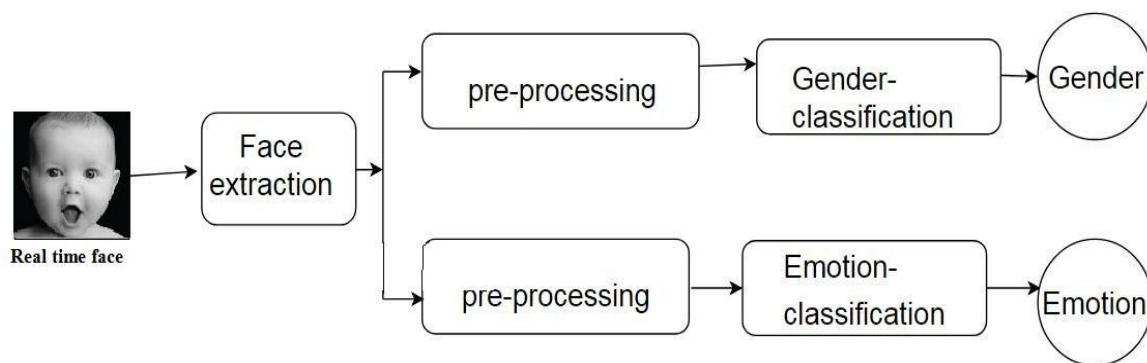 Real time face
Face
extraction
pre-processing
Gender-
classification
Gender
pre-processing
Emotion-
classification
Emotion